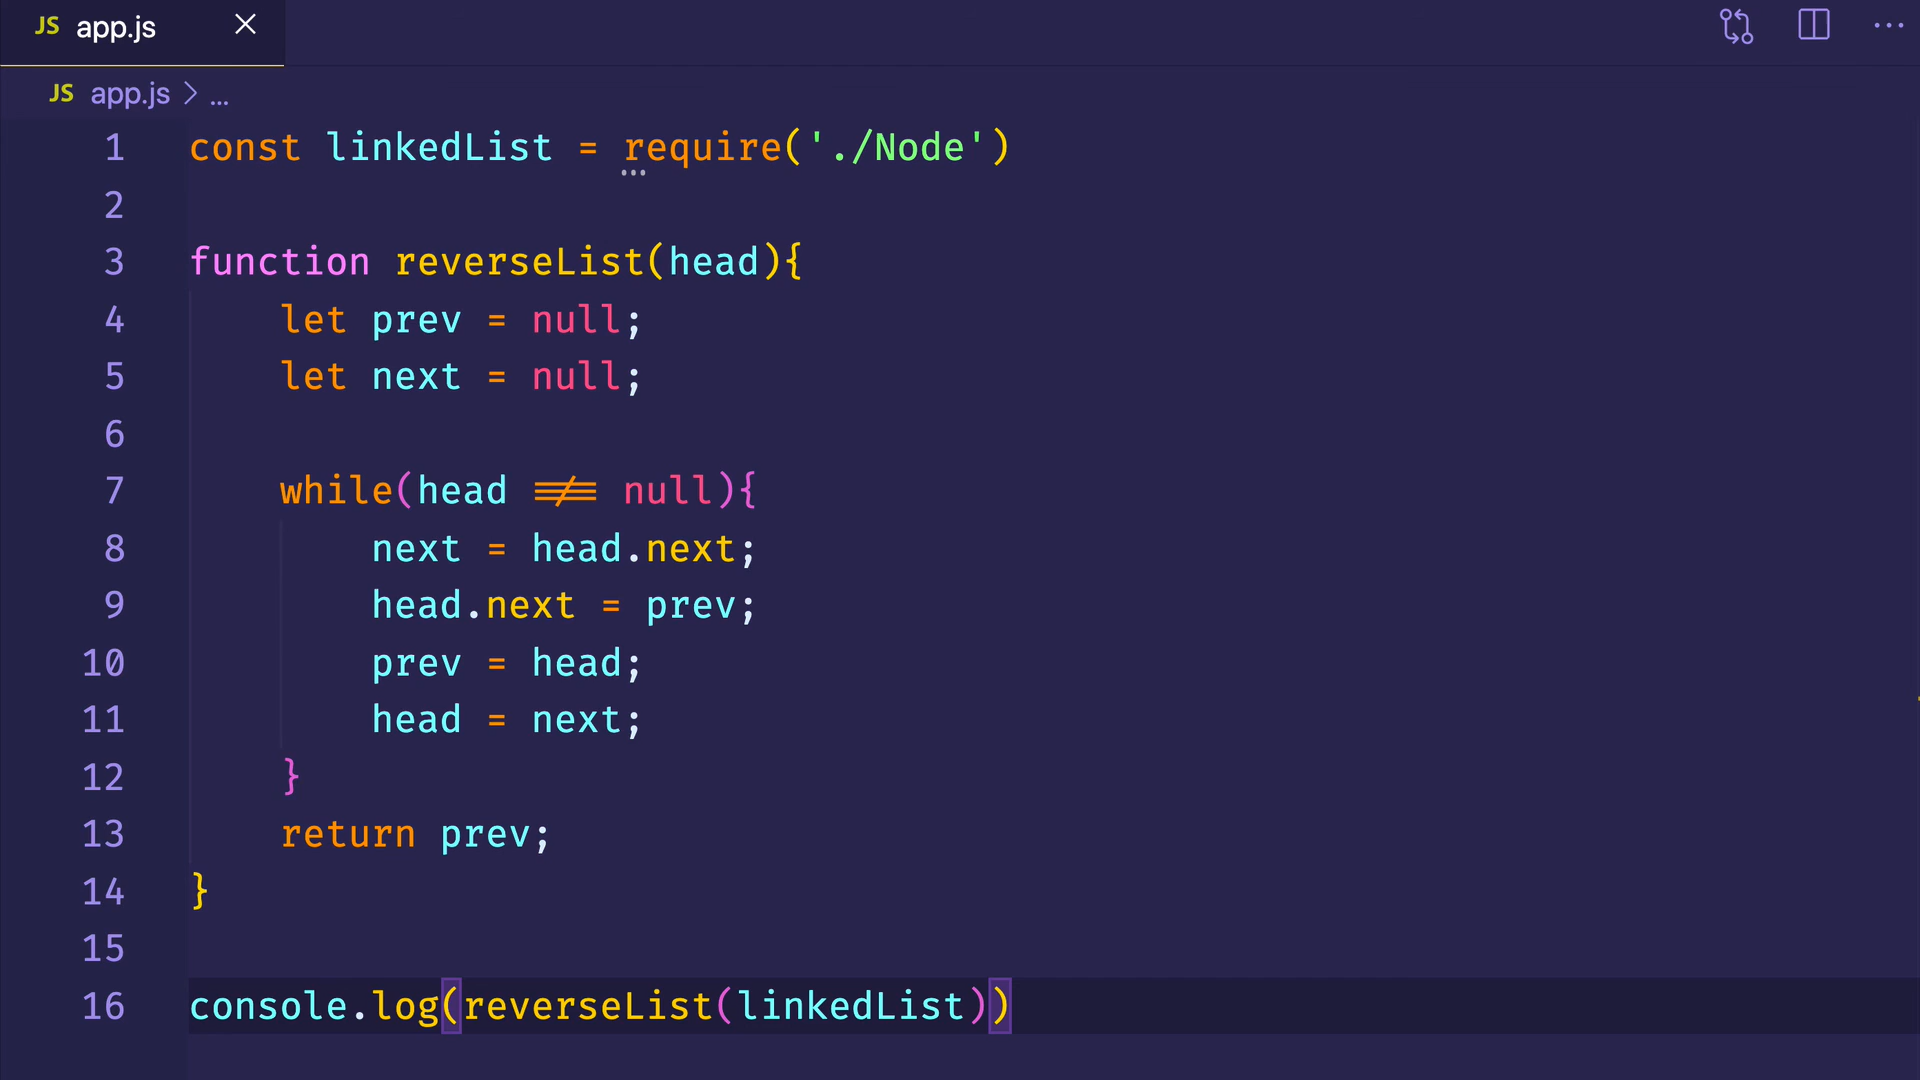 JS app.js
JS app.js > ...
1 const linkedList = require('./Node')
2
3 function reverseList(head){
4     let prev = null;
5     let next = null;
6
7     while(head !== null){
8         next = head.next;
9         head.next = prev;
10         prev = head;
11         head = next;
12     }
13     return prev;
14 }
15
16 console.log(reverseList(linkedList))